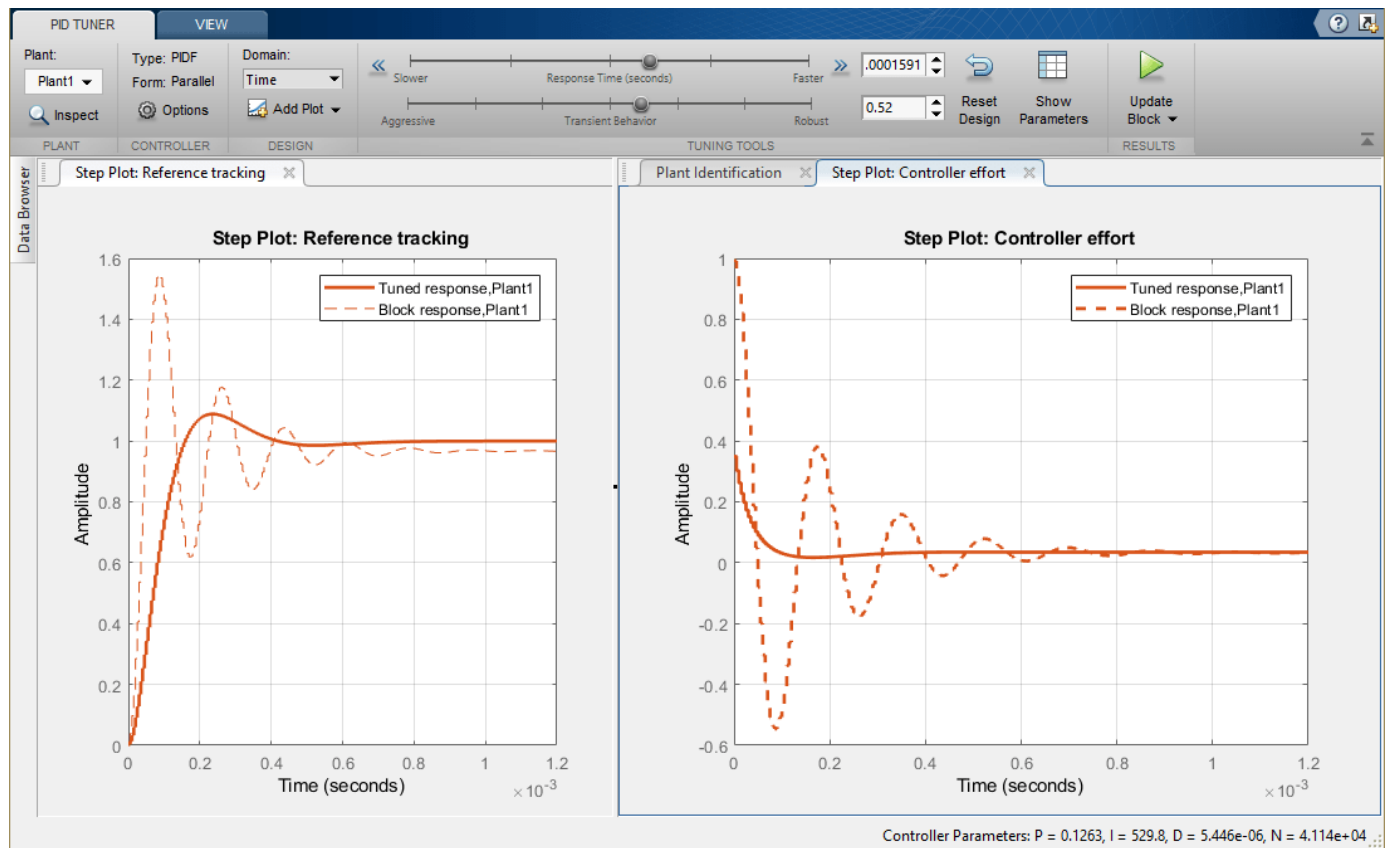 PID TUNER VIEW
Plant: Type: PIDF Domain:
Plant1 Form: Parallel Time
Inspect Options Add Plot
Slower Response Time (seconds) Faster .0001591
Aggressive Transient Behavior Robust 0.52
Reset Design
Show Parameters
Update Block
PLANT CONTROLLER DESIGN TUNING TOOLS RESULTS
Data Browser
Step Plot: Reference tracking
Plant Identification Step Plot: Controller effort
Step Plot: Reference tracking
Tuned response,Plant1
Block response,Plant1
1.6
1.4
1.2
1
0.8
0.6
0.4
0.2
0
Amplitude
0 0.2 0.4 0.6 0.8 1 1.2
Time (seconds)
×10-3
Step Plot: Controller effort
Tuned response,Plant1
Block response,Plant1
1
0.8
0.6
0.4
0.2
0
-0.2
-0.4
-0.6
Amplitude
0 0.2 0.4 0.6 0.8 1 1.2
Time (seconds)
×10-3
Controller Parameters: P = 0.1263, I = 529.8, D = 5.446e-06, N = 4.114e+04